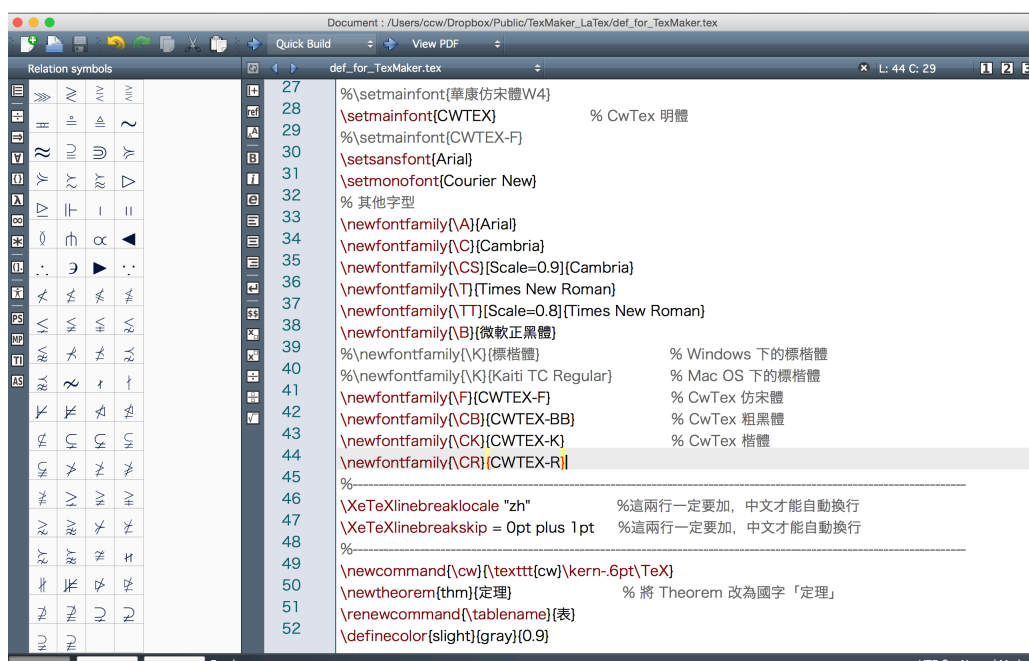 Document : /Users/ccw/Dropbox/Public/TexMaker_LaTex/def_for_TexMaker.tex
Quick Build View PDF
Relation symbols def_for_TexMaker.tex L: 44 C: 29 1 2
27 %\setmainfont{華康仿宋體W4}
28 \setmainfont{CWTEX} % CwTex 明體
29 %\setmainfont{CWTEX-F}
30 \setsansfont{Arial}
31 \setmonofont{Courier New}
32 % 其他字型
33 \newfontfamily{\A}{Arial}
34 \newfontfamily{\C}{Cambria}
35 \newfontfamily{\CS}[Scale=0.9]{Cambria}
36 \newfontfamily{\T}{Times New Roman}
37 \newfontfamily{\TT}[Scale=0.8]{Times New Roman}
38 \newfontfamily{\B}{微軟正黑體}
39 %\newfontfamily{\K}{標楷體} % Windows 下的標楷體
40 %\newfontfamily{\K}{Kaiti TC Regular} % Mac OS 下的標楷體
41 \newfontfamily{\F}{CWTEX-F} % CwTex 仿宋體
42 \newfontfamily{\CB}{CWTEX-BB} % CwTex 粗黑體
43 \newfontfamily{\CK}{CWTEX-K} % CwTex 楷體
44 \newfontfamily{\CR}{CWTEX-R}
45 %------------------------------------------------------------
46 \XeTeXlinebreaklocale "zh" %這兩行一定要加，中文才能自動換行
47 \XeTeXlinebreakskip = 0pt plus 1pt %這兩行一定要加，中文才能自動換行
48 %------------------------------------------------------------
49 \newcommand{\cw}{\texttt{cw}\kern-.6pt\TeX}
50 \newtheorem{thm}{定理} % 將 Theorem 改為國字「定理」
51 \renewcommand{\tablename}{表}
52 \definecolor{slight}{gray}{0.9}